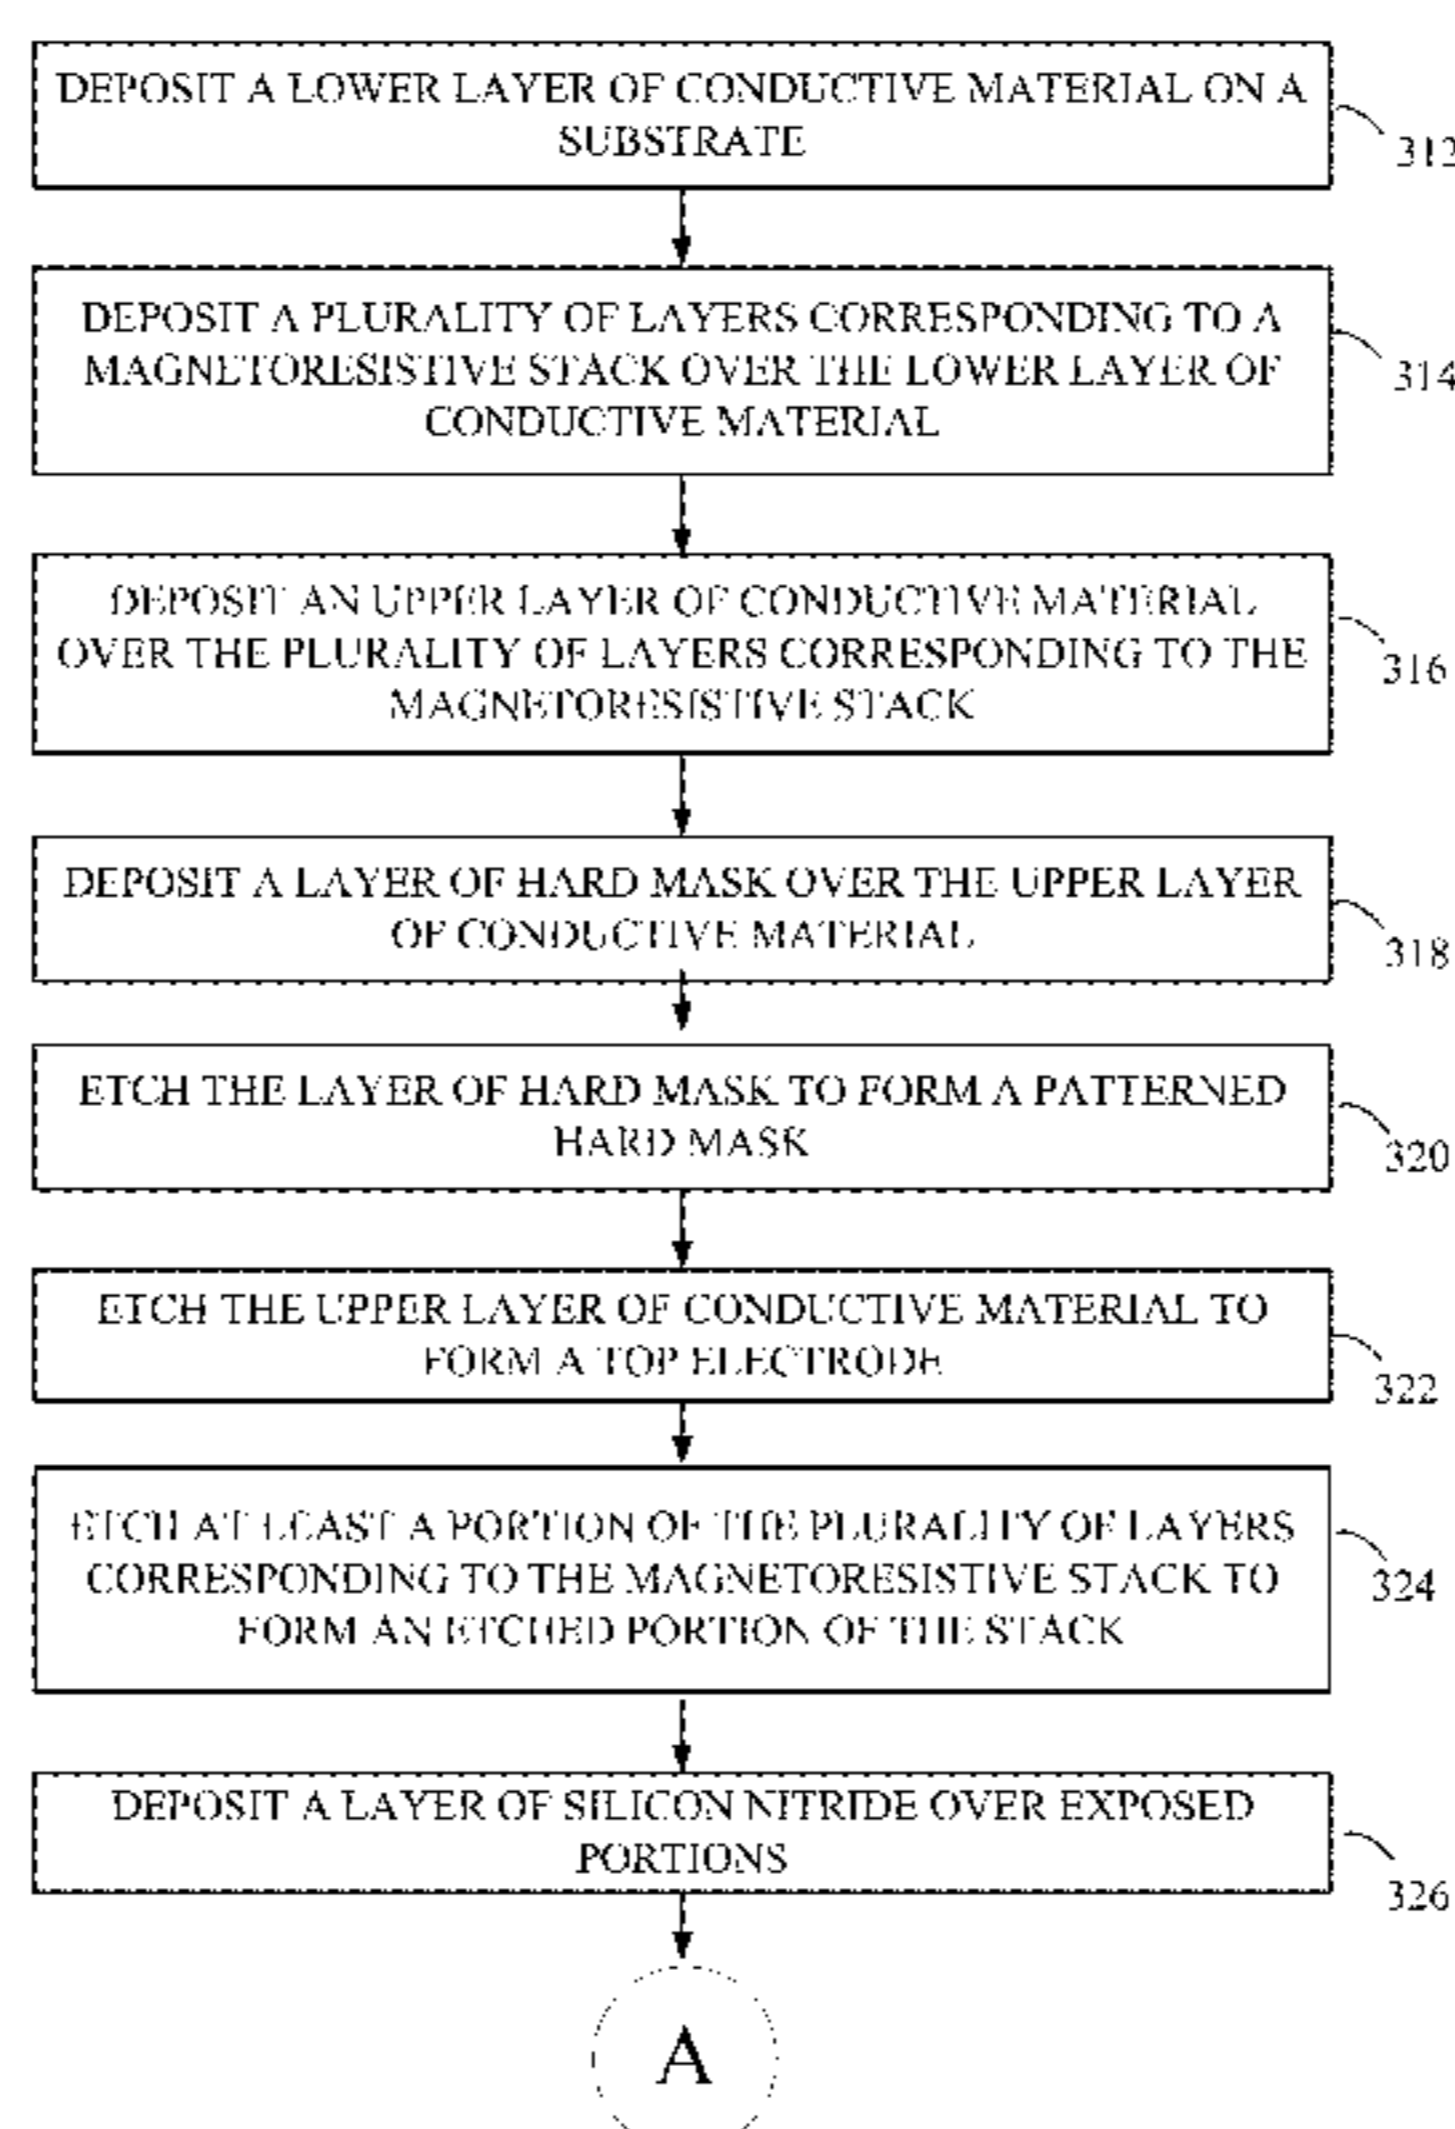 DEPOSIT A LOWER LAYER OF CONDUCTIVE MATERIAL ON A
SUBSTRATE
312
DEPOSIT A PLURALITY OF LAYERS CORRESPONDING TO A
MAGNETORESISTIVE STACK OVER THE LOWER LAYER OF
CONDUCTIVE MATERIAL
314
DEPOSIT AN UPPER LAYER OF CONDUCTIVE MATERIAL
OVER THE PLURALITY OF LAYERS CORRESPONDING TO THE
MAGNETORESISTIVE STACK
316
DEPOSIT A LAYER OF HARD MASK OVER THE UPPER LAYER
OF CONDUCTIVE MATERIAL
318
ETCH THE LAYER OF HARD MASK TO FORM A PATTERNED
HARD MASK
320
ETCH THE UPPER LAYER OF CONDUCTIVE MATERIAL TO
FORM A TOP ELECTRODE
322
ETCH AT LEAST A PORTION OF THE PLURALITY OF LAYERS
CORRESPONDING TO THE MAGNETORESISTIVE STACK TO
FORM AN ETCHED PORTION OF THE STACK
324
DEPOSIT A LAYER OF SILICON NITRIDE OVER EXPOSED
PORTIONS
326
A